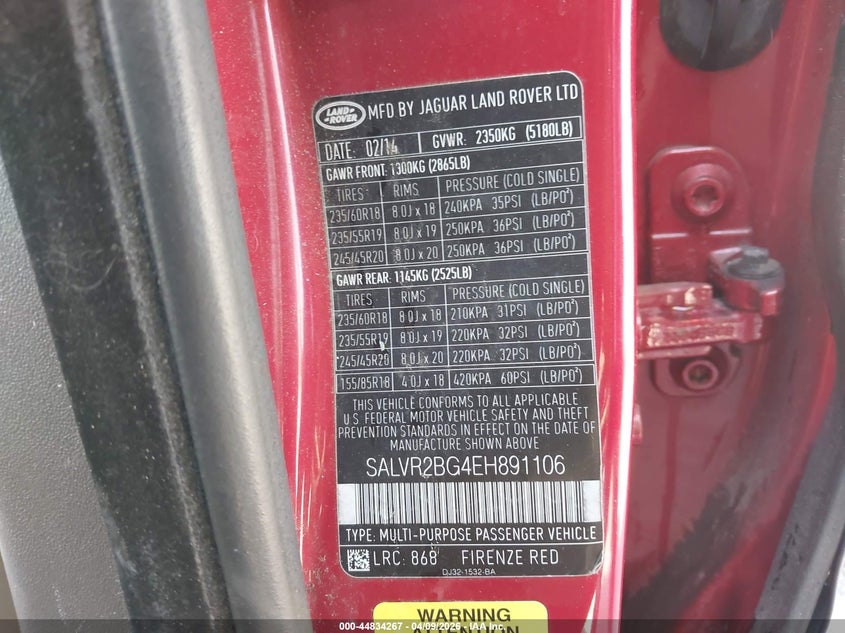 LAND ROVER
MFD BY JAGUAR LAND ROVER LTD
DATE: 02/14 GVWR: 2350KG (5180LB)
GAWR FRONT: 1300KG (2865LB)
TIRES RIMS PRESSURE (COLD SINGLE)
235/60R18 8.0J x 18 240KPA 35PSI (LB/PO²)
235/55R19 8.0J x 19 250KPA 36PSI (LB/PO²)
245/45R20 8.0J x 20 250KPA 36PSI (LB/PO²)
GAWR REAR: 1145KG (2525LB)
TIRES RIMS PRESSURE (COLD SINGLE)
235/60R18 8.0J x 18 210KPA 31PSI (LB/PO²)
235/55R19 8.0J x 19 220KPA 32PSI (LB/PO²)
245/45R20 8.0J x 20 220KPA 32PSI (LB/PO²)
155/85R18 4.0J x 18 420KPA 60PSI (LB/PO²)
THIS VEHICLE CONFORMS TO ALL APPLICABLE
U.S. FEDERAL MOTOR VEHICLE SAFETY AND THEFT
PREVENTION STANDARDS IN EFFECT ON THE DATE OF
MANUFACTURE SHOWN ABOVE.
SALVR2BG4EH891106
TYPE: MULTI-PURPOSE PASSENGER VEHICLE
LRC: 868 FIRENZE RED
DJ32-1532-BA
WARNING
ATTENTION
000-44834267 - 04/09/2026 - IAA Inc.